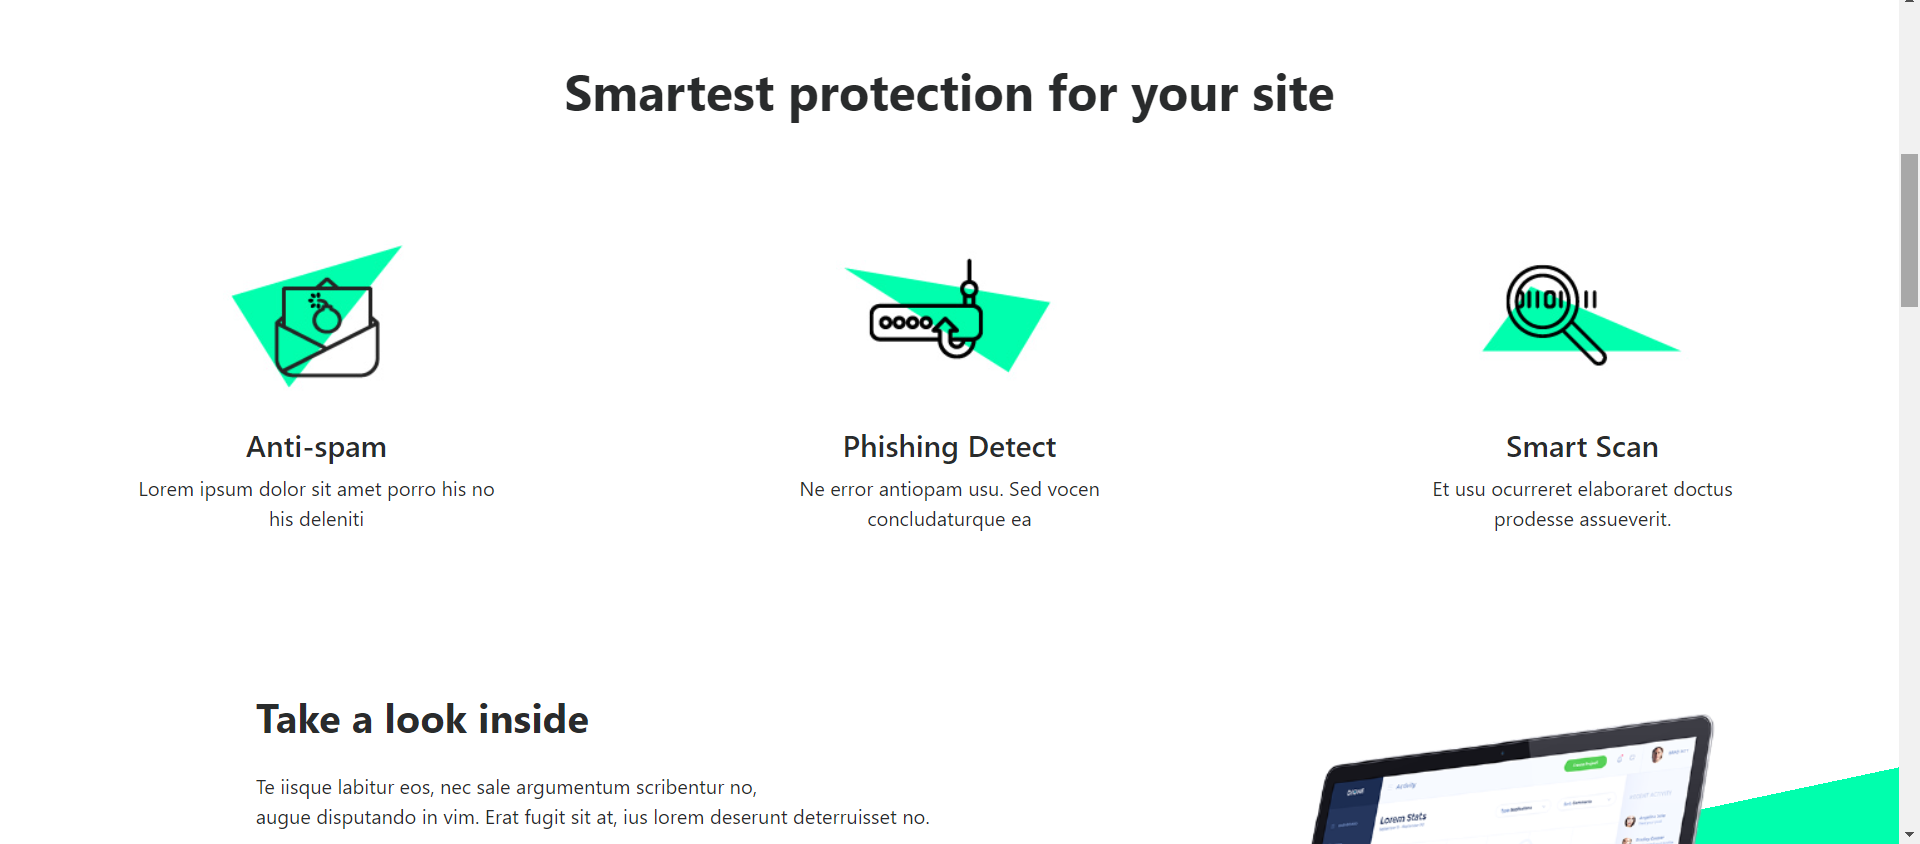 Smartest protection for your site
Anti-spam
Lorem ipsum dolor sit amet porro his no
his deleniti
Phishing Detect
Ne error antiopam usu. Sed vocen
concludaturque ea
Smart Scan
Et usu ocurreret elaboraret doctus
prodesse assueverit.
Take a look inside
Te iisque labitur eos, nec sale argumentum scribentur no,
augue disputando in vim. Erat fugit sit at, ius lorem deserunt deterruisset no.
Activity
Lorem Stats